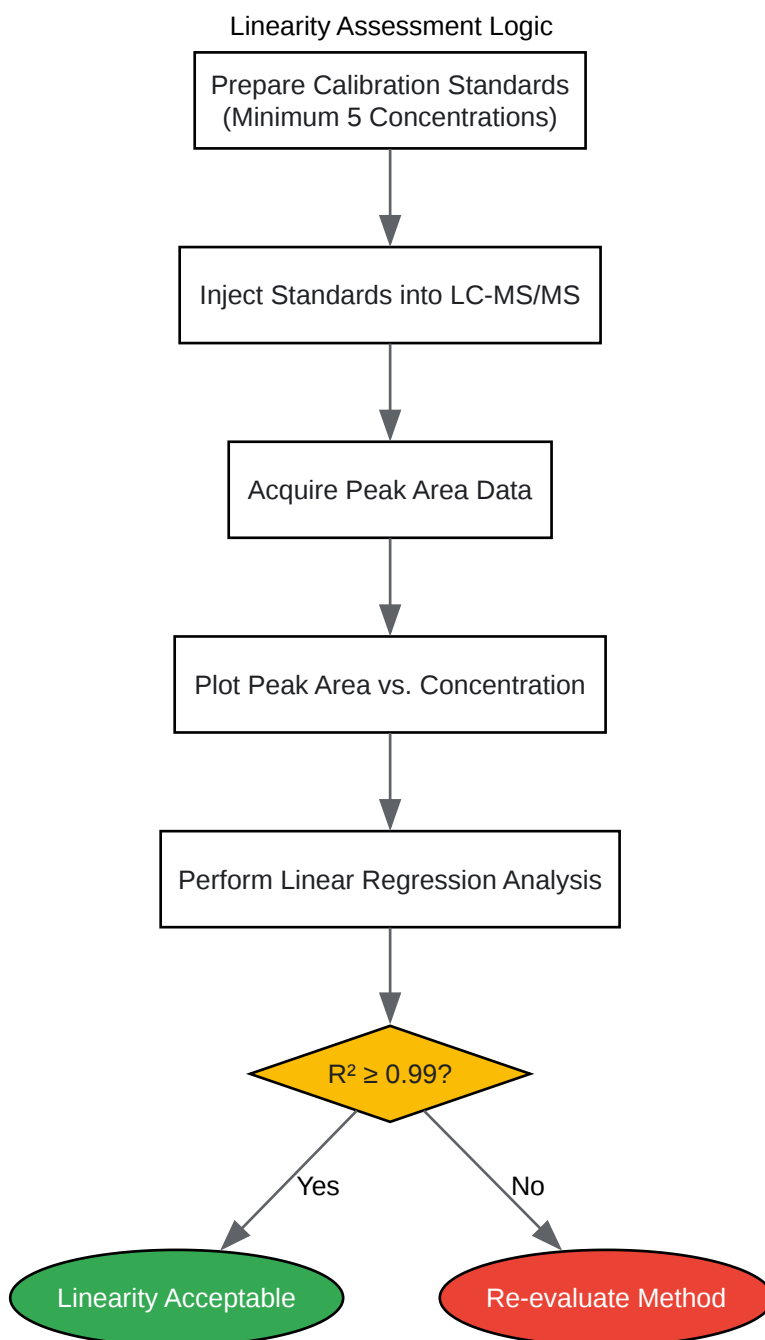 Linearity Assessment Logic
Prepare Calibration Standards
(Minimum 5 Concentrations)
Inject Standards into LC-MS/MS
Acquire Peak Area Data
Plot Peak Area vs. Concentration
Perform Linear Regression Analysis
R² ≥ 0.99?
Yes
No
Linearity Acceptable
Re-evaluate Method